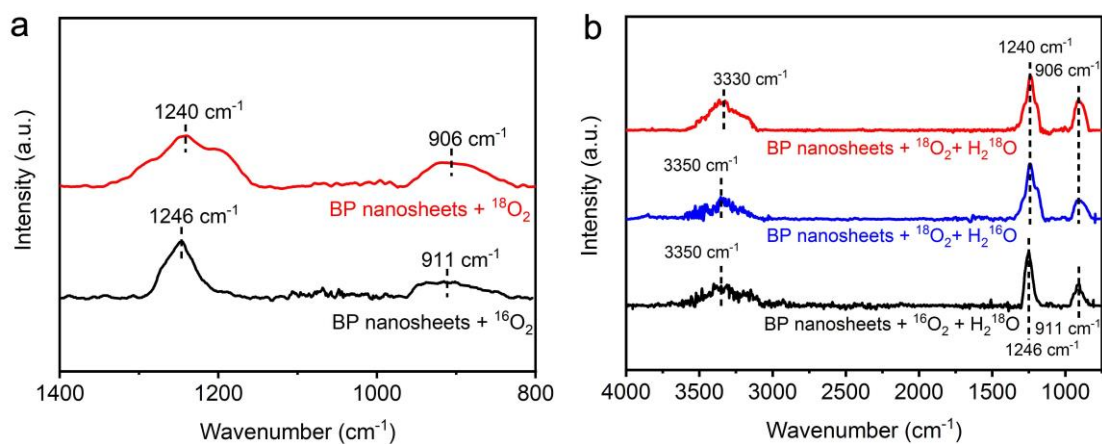 a
1240 cm⁻¹
906 cm⁻¹
BP nanosheets + ¹⁸O₂
1246 cm⁻¹
911 cm⁻¹
BP nanosheets + ¹⁶O₂
Intensity (a.u.)
1400 1200 1000 800
Wavenumber (cm⁻¹)
b
1240 cm⁻¹
906 cm⁻¹
3330 cm⁻¹
BP nanosheets + ¹⁸O₂ + H₂¹⁸O
3350 cm⁻¹
BP nanosheets + ¹⁸O₂+ H₂¹⁶O
3350 cm⁻¹
BP nanosheets + ¹⁶O₂ + H₂¹⁸O
911 cm⁻¹
1246 cm⁻¹
Intensity (a.u.)
4000 3500 3000 2500 2000 1500 1000
Wavenumber (cm⁻¹)